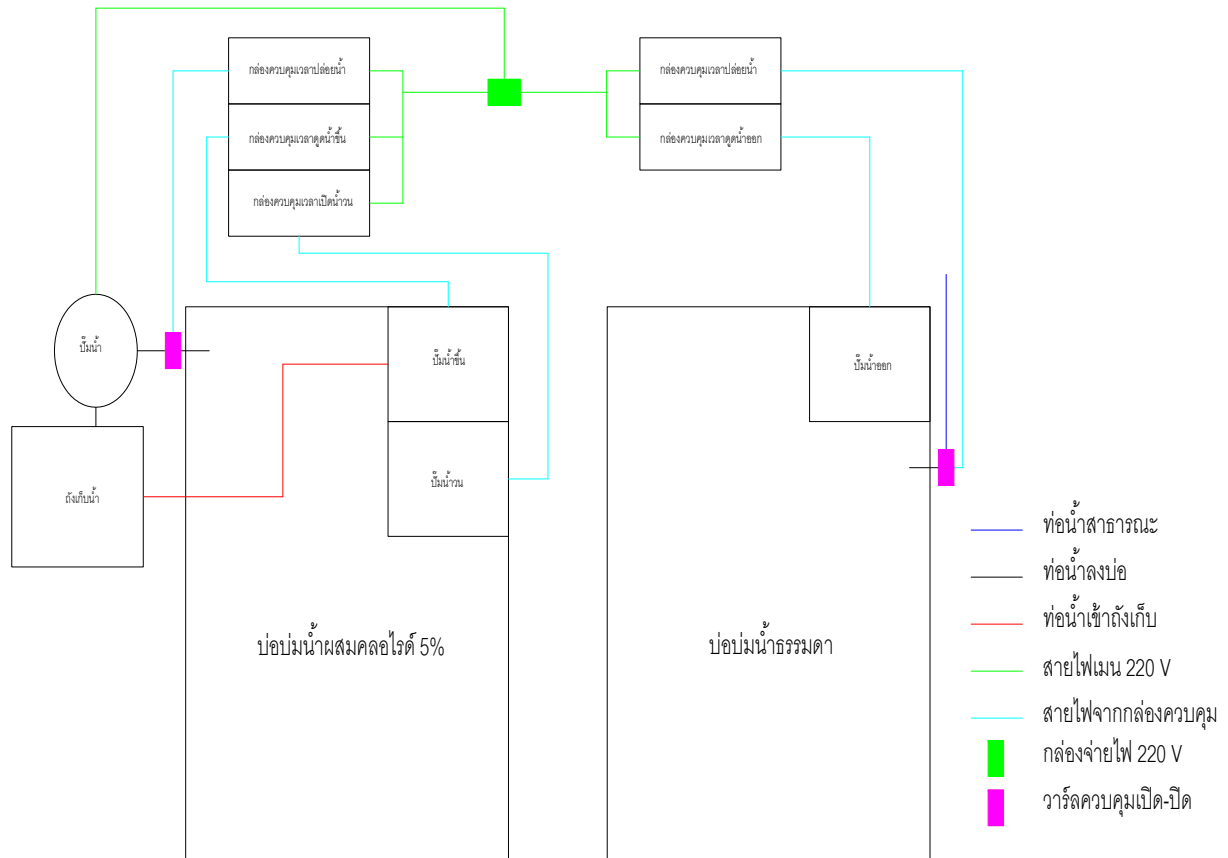 กล่องควบคุมเวลาปล่อยน้ำ
กล่องควบคุมเวลาดูดน้ำขึ้น
กล่องควบคุมเวลาเปิดน้ำวน
กล่องควบคุมเวลาปล่อยน้ำ
กล่องควบคุมเวลาดูดน้ำออก
ปั๊มน้ำ
ถังเก็บน้ำ
ปั๊มน้ำขึ้น
ปั๊มน้ำวน
บ่อบ่มน้ำผสมคลอไรด์ 5%
ปั๊มน้ำออก
บ่อบ่มน้ำธรรมดา
ท่อน้ำสาธารณะ
ท่อน้ำลงบ่อ
ท่อน้ำเข้าถังเก็บ
สายไฟเมน 220 V
สายไฟจากกล่องควบคุม
กล่องจ่ายไฟ 220 V
วาร์ลควบคุมเปิด-ปิด